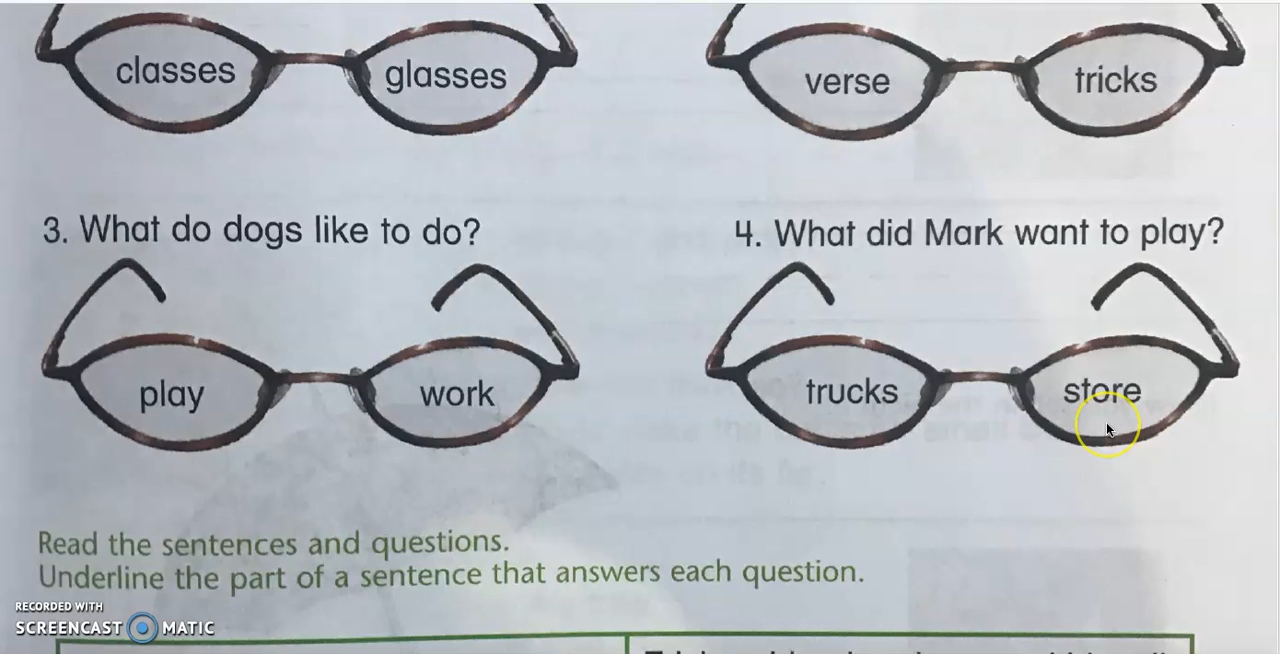 classes glasses
verse tricks
3. What do dogs like to do?
4. What did Mark want to play?
play work
trucks store
Read the sentences and questions.
Underline the part of a sentence that answers each question.
RECORDED WITH
SCREENCAST MATIC